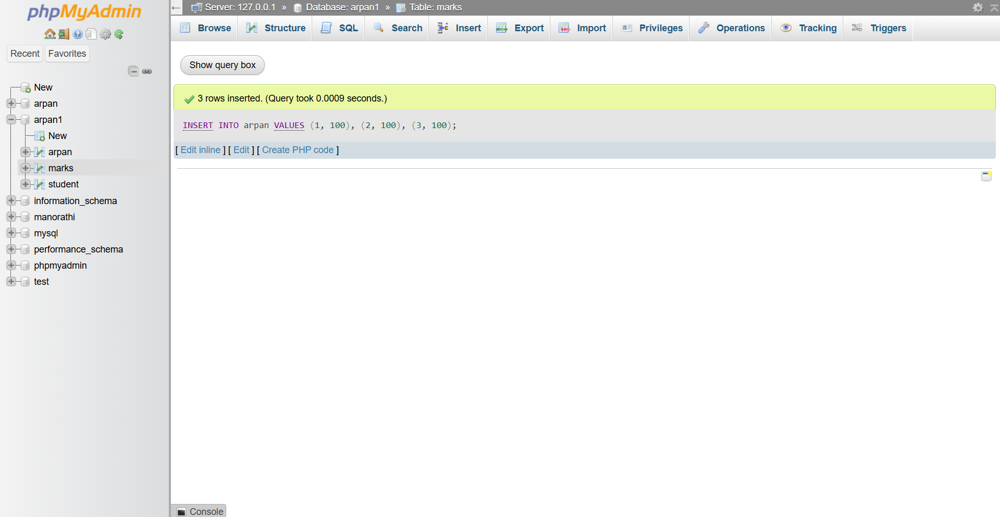 phpMyAdmin
Recent Favorites
New
arpan
arpan1
New
arpan
marks
student
information_schema
manorathi
mysql
performance_schema
phpmyadmin
test
← Server: 127.0.0.1 » Database: arpan1 » Table: marks
Browse Structure SQL Search Insert Export Import Privileges Operations Tracking Triggers
Show query box
3 rows inserted. (Query took 0.0009 seconds.)
INSERT INTO arpan VALUES (1, 100), (2, 100), (3, 100);
[ Edit inline ] [ Edit ] [ Create PHP code ]
Console